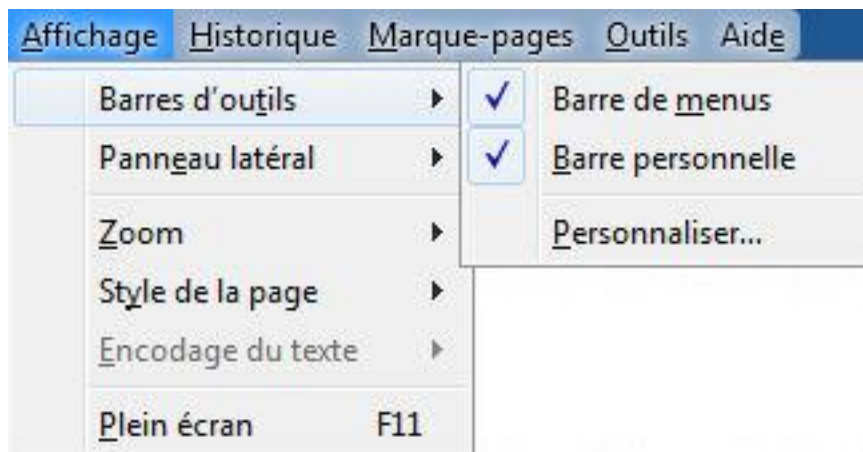 Affichage Historique Marque-pages Outils Aide
Barres d'outils
Panneau latéral
Zoom
Style de la page
Encodage du texte
Plein écran F11
Barre de menus
Barre personnelle
Personnaliser...